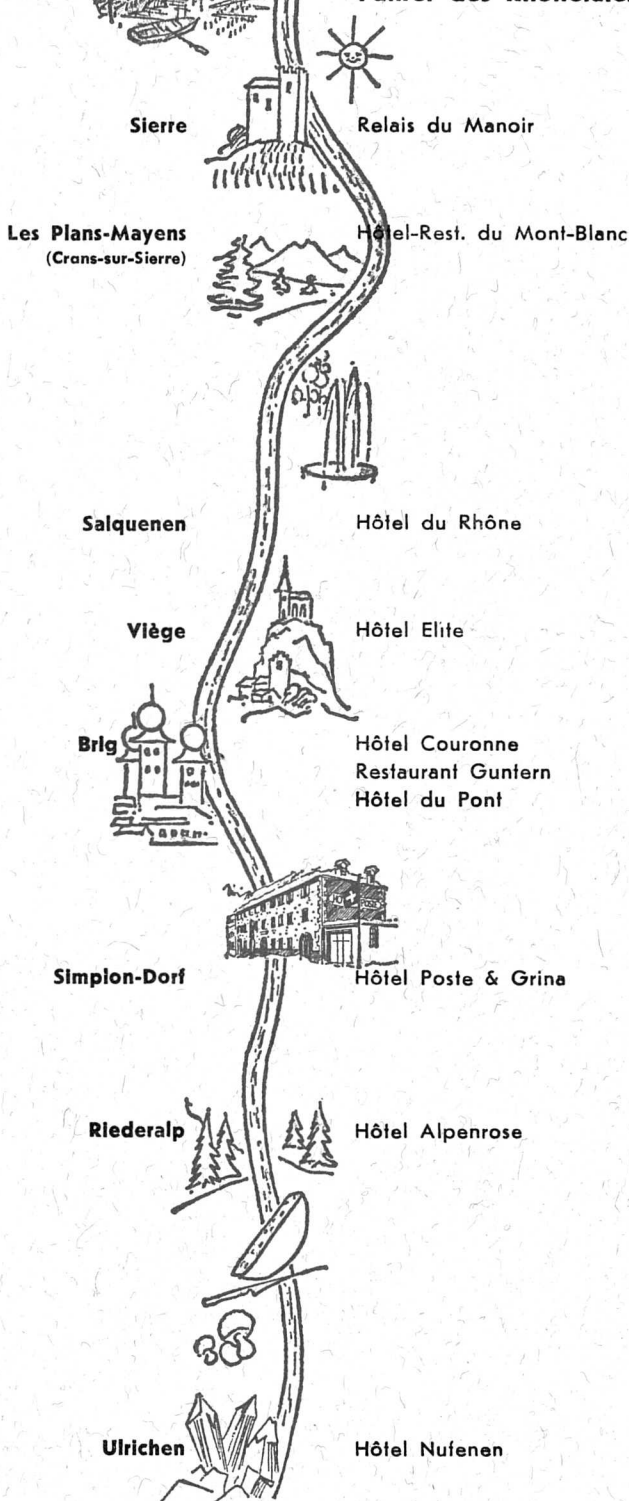 Sierre
Relais du Manoir
Les Plans-Mayens
(Crans-sur-Sierre)
Hôtel-Rest. du Mont-Blanc
Salquenen
Hôtel du Rhône
Viège
Hôtel Elite
Brig
Hôtel Couronne
Restaurant Guntern
Hôtel du Pont
Simplon-Dorf
Hôtel Poste & Grina
Riederalp
Hôtel Alpenrose
Ulrichen
Hôtel Nufenen